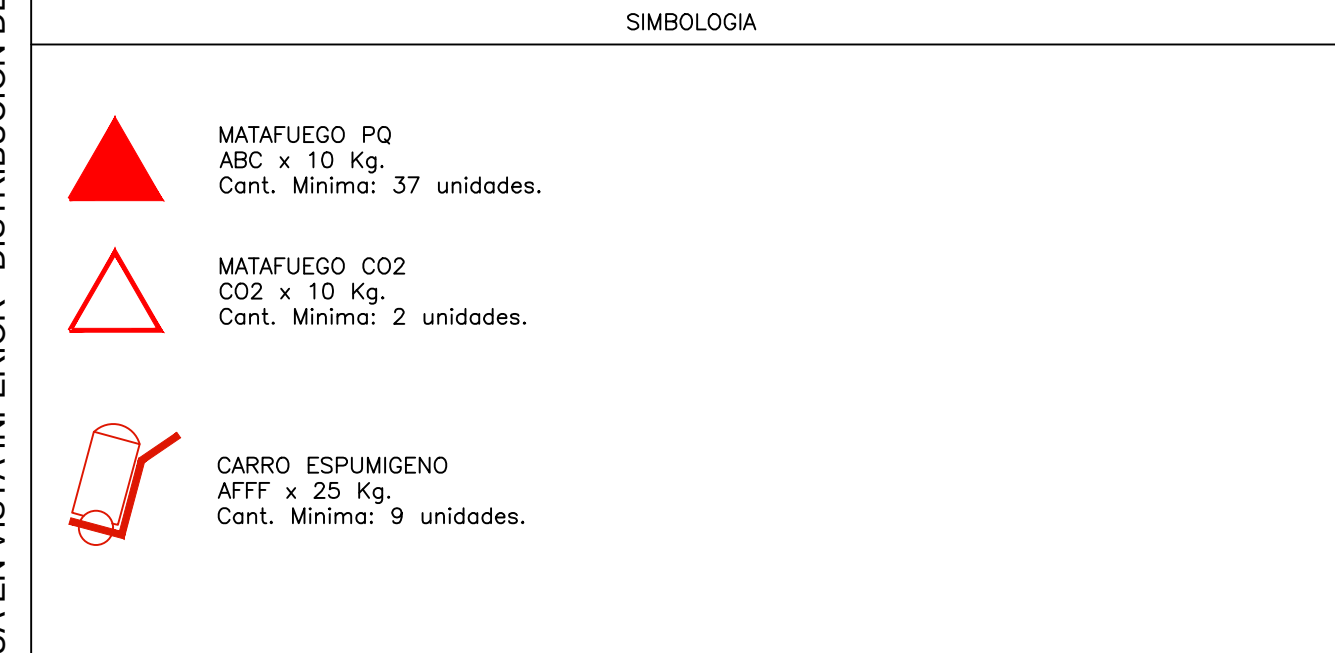 SIMBOLOGIA
MATAFUEGO PQ
ABC x 10 Kg.
Cant. Minima: 37 unidades.
MATAFUEGO CO2
CO2 x 10 Kg.
Cant. Minima: 2 unidades.
CARRO ESPUMIGENO
AFFF x 25 Kg.
Cant. Minima: 9 unidades.